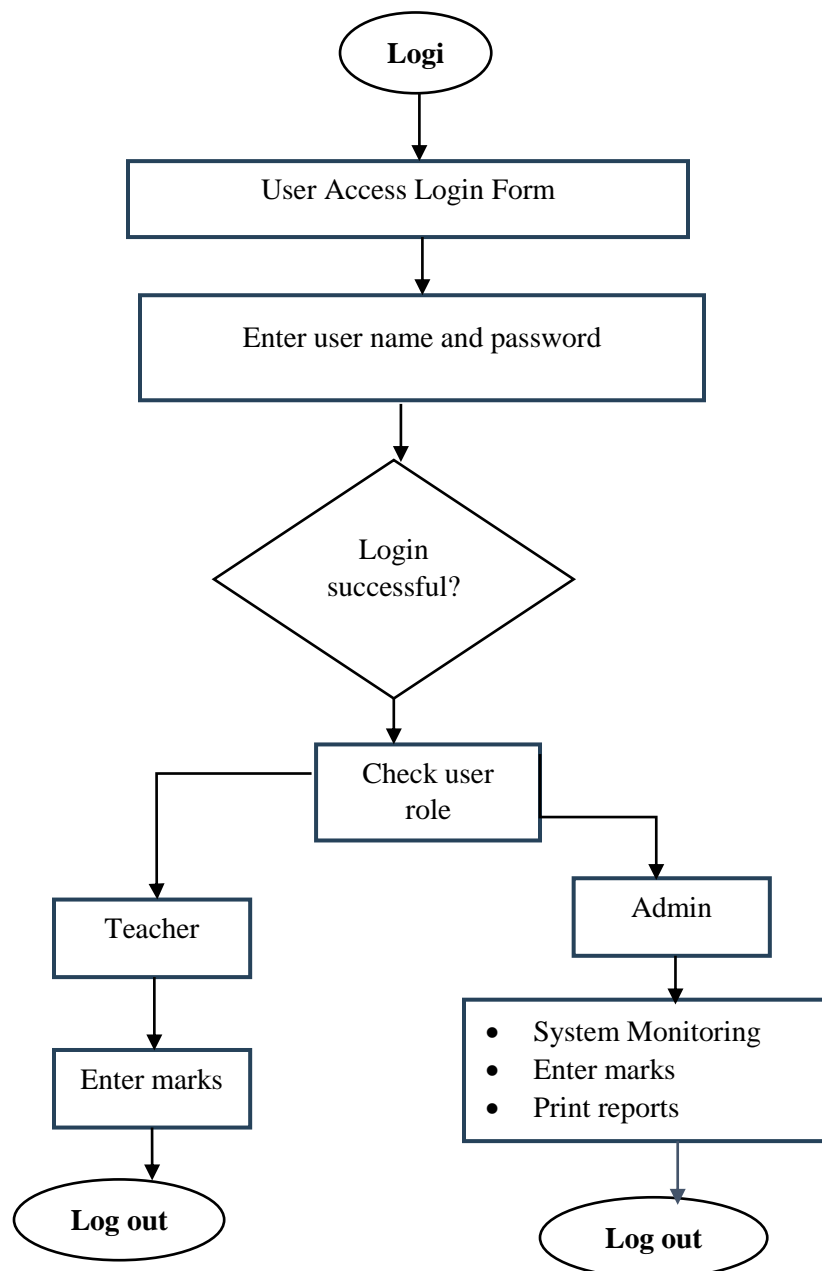 Logi
User Access Login Form
Enter user name and password
Login
successful?
Check user
role
Teacher
Admin
Enter marks
• System Monitoring
• Enter marks
• Print reports
Log out
Log out